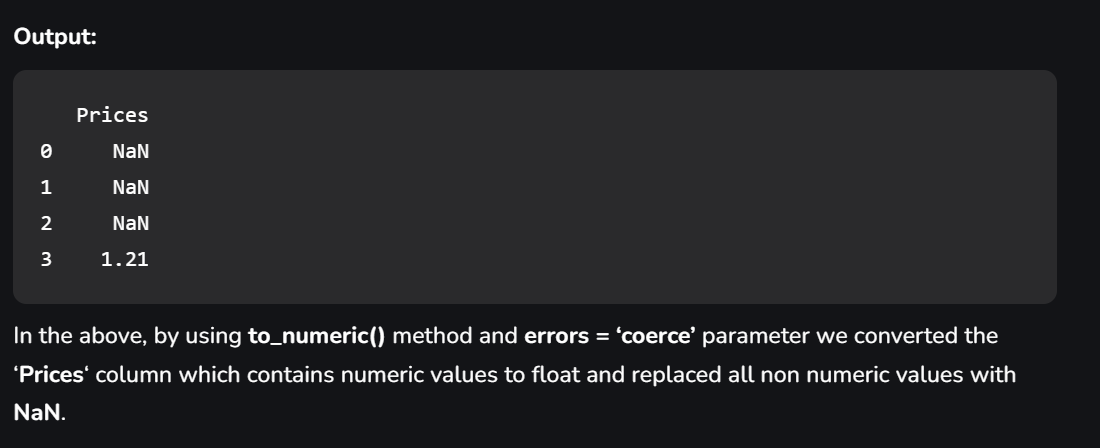 Output:
Prices
0 NaN
1 NaN
2 NaN
3 1.21
In the above, by using to_numeric() method and errors = ‘coerce’ parameter we converted the
‘Prices‘ column which contains numeric values to float and replaced all non numeric values with
NaN.